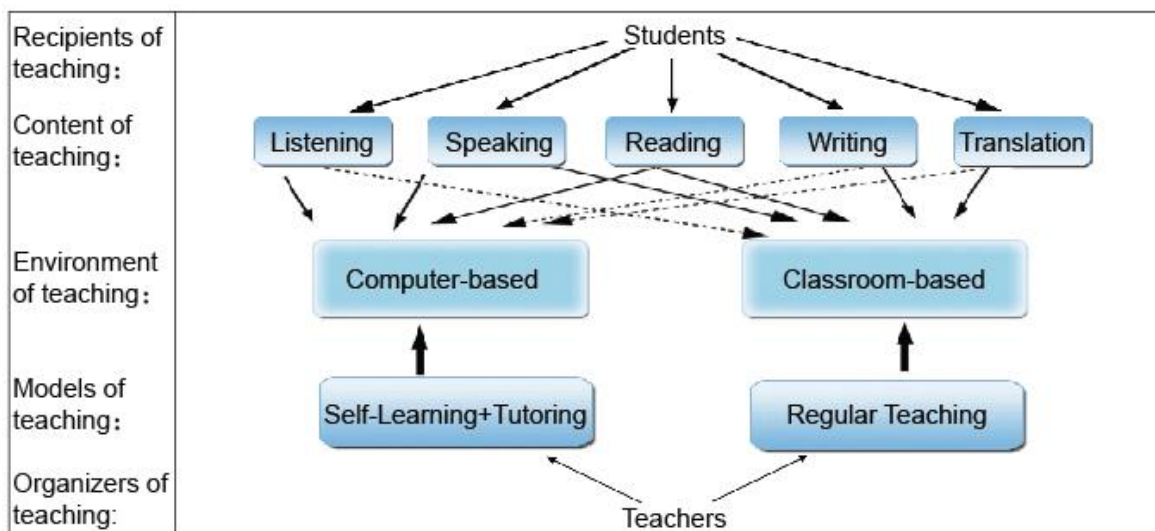 Recipients of
teaching：
Students
Content of
teaching：
Listening
Speaking
Reading
Writing
Translation
Environment
of teaching：
Computer-based
Classroom-based
Models of
teaching：
Self-Learning+Tutoring
Regular Teaching
Organizers of
teaching:
Teachers